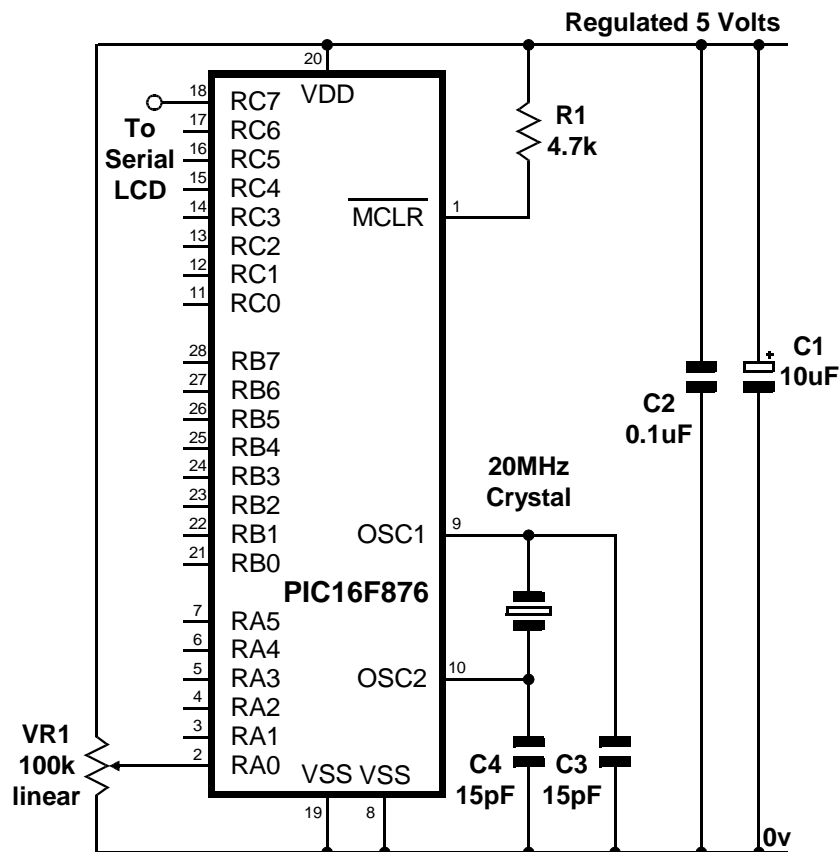 Regulated 5 Volts
20
VDD
18 RC7
17 RC6
16 RC5
15 RC4
14 RC3
13 RC2
12 RC1
11 RC0
To
Serial
LCD
R1
4.7k
MCLR 1
28 RB7
27 RB6
26 RB5
25 RB4
24 RB3
23 RB2
22 RB1
21 RB0
+
C1
10uF
C2
0.1uF
20MHz
Crystal
OSC1 9
PIC16F876
7 RA5
6 RA4
5 RA3
4 RA2
3 RA1
2 RA0
OSC2 10
VR1
100k
linear
C4
15pF
C3
15pF
VSS VSS
19 8
0v